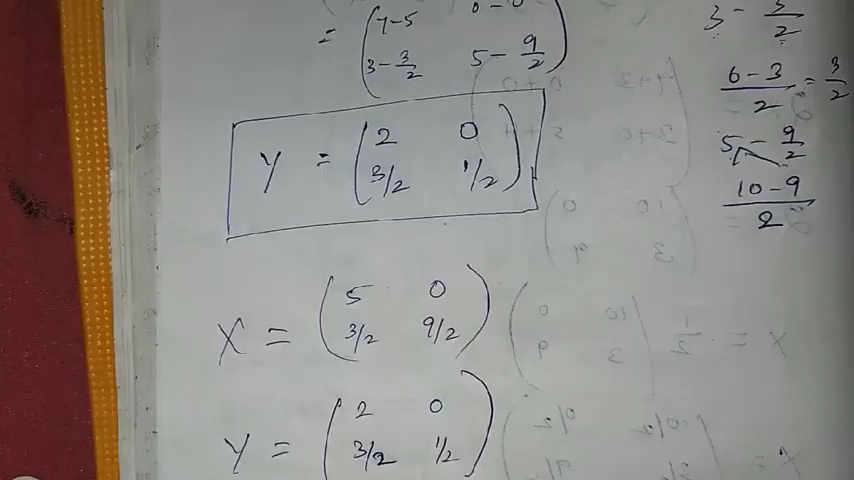 = ( 7-5 0-0
3-3/2 5-9/2 )
Y = ( 2 0
3/2 1/2 )
X = ( 5 0
3/2 9/2 )
Y = ( 2 0
3/2 1/2 )
3 - 3/2
(6-3)/2 = 3/2
5 - 9/2
(10-9)/2